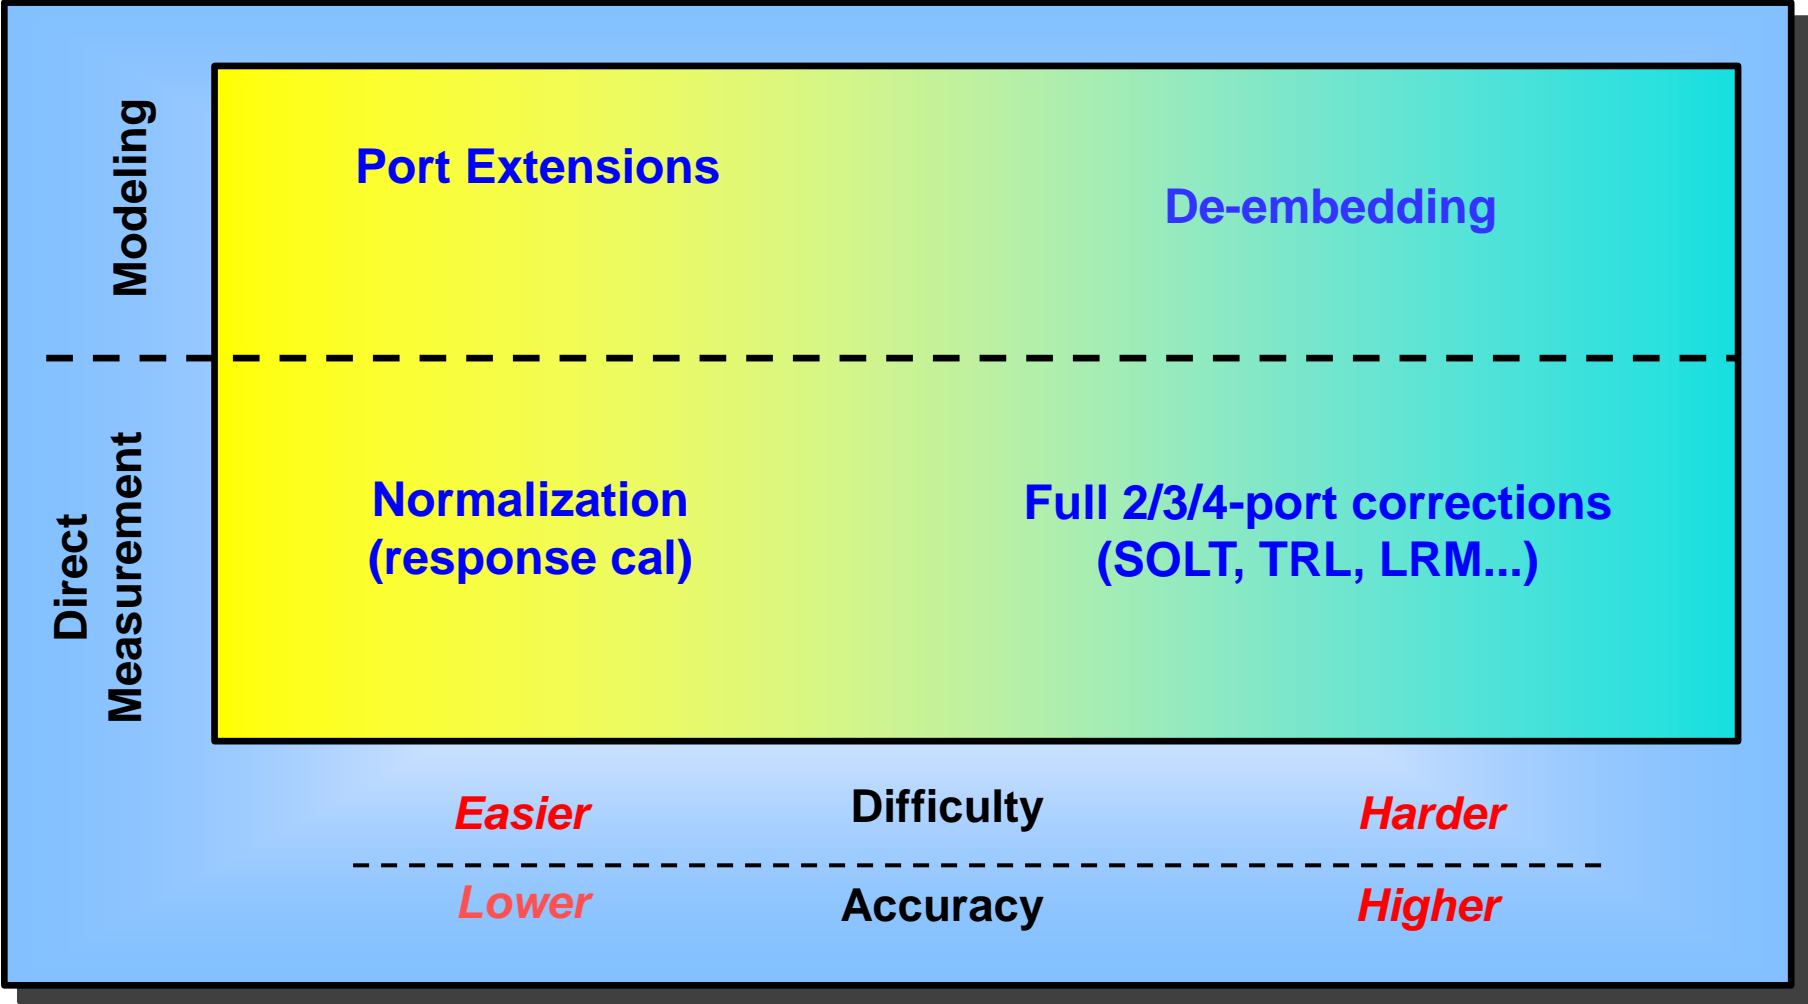 Modeling
Port Extensions
De-embedding
Direct
Measurement
Normalization
(response cal)
Full 2/3/4-port corrections
(SOLT, TRL, LRM...)
Easier
Difficulty
Harder
Lower
Accuracy
Higher